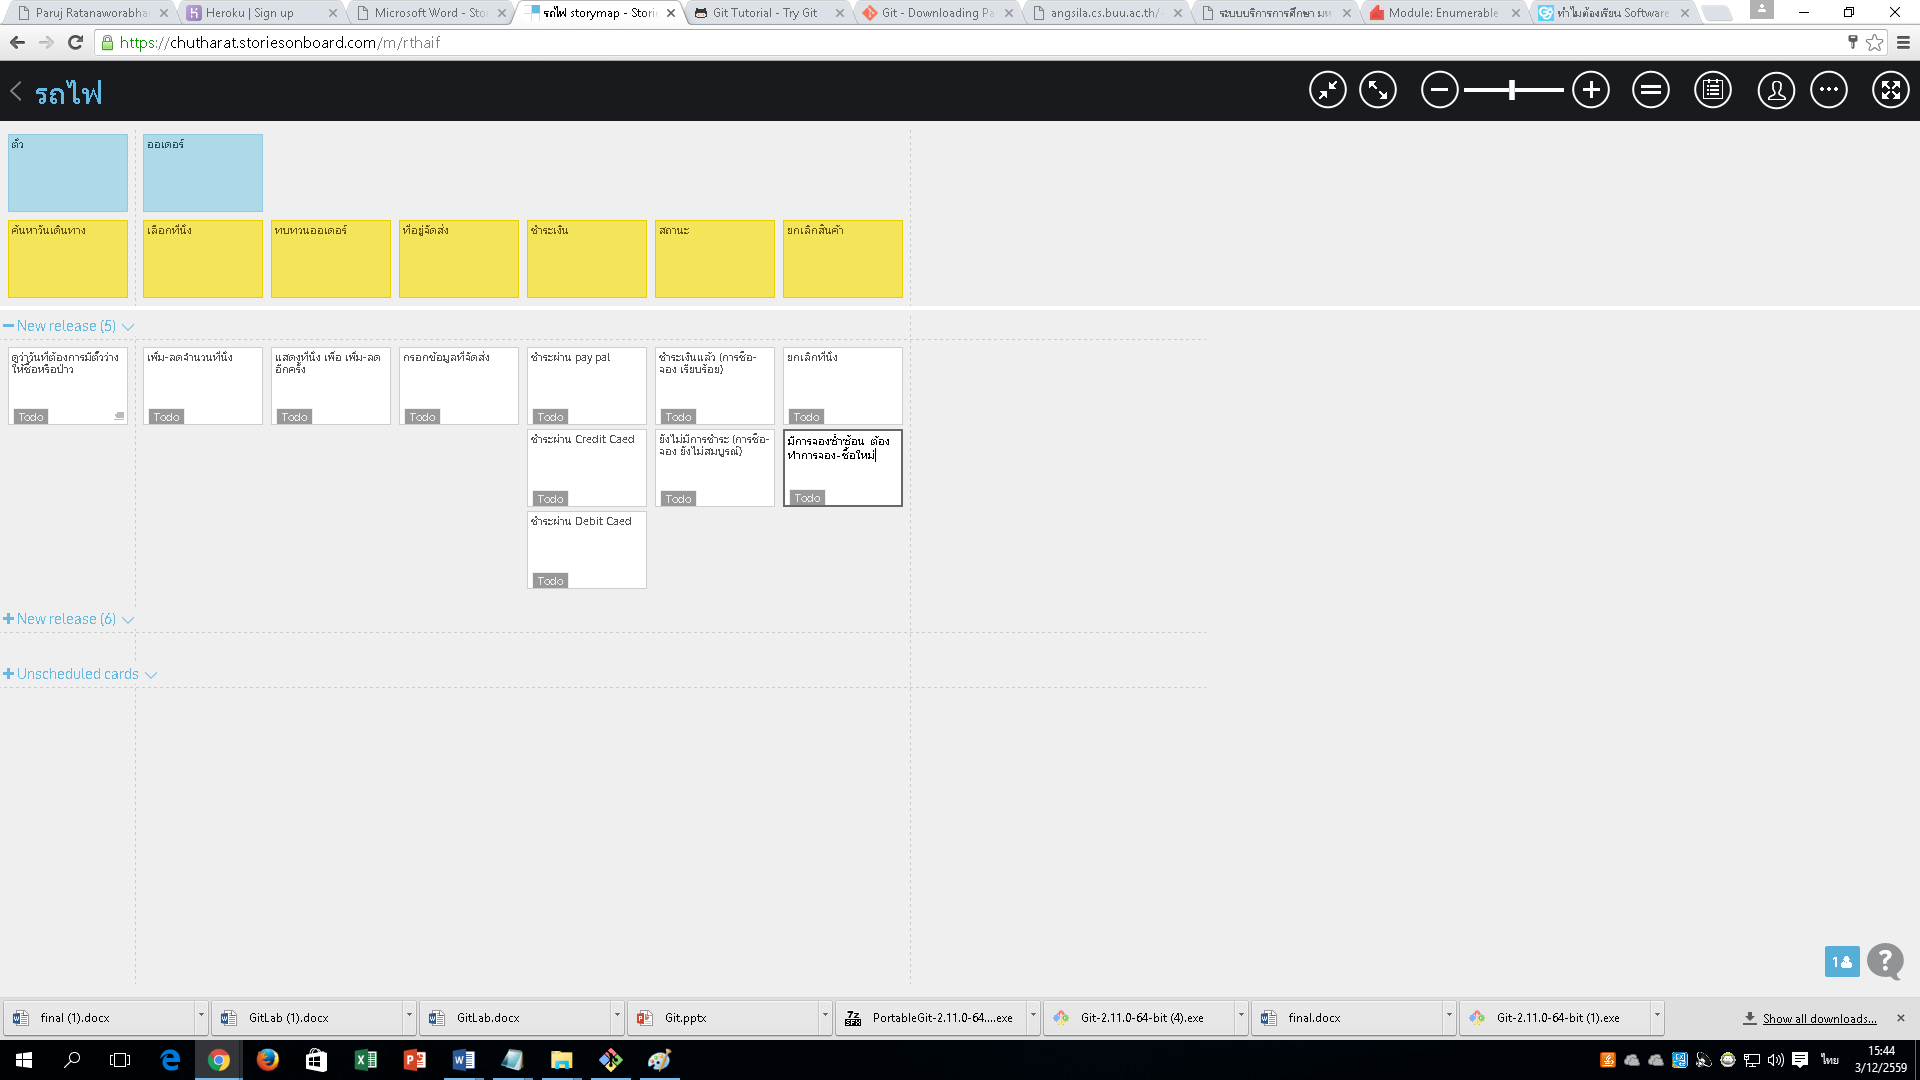 Paruj Ratanaworabhan
Heroku | Sign up
Microsoft Word - Stor
รถไฟ storymap - Storie
Git Tutorial - Try Git
Git - Downloading Pa
angsila.cs.buu.ac.th/~
ระบบบริการการศึกษา มหา
Module: Enumerable
ทำไมต้องเรียน Software
https://chutharat.storiesonboard.com/m/rthaif
รถไฟ
ตั๋ว
ออเดอร์
ค้นหาวันเดินทาง
เลือกที่นั่ง
ทบทวนออเดอร์
ที่อยู่จัดส่ง
ชำระเงิน
สถานะ
ยกเลิกสินค้า
New release (5)
ดูว่าวันที่ต้องการมีตั๋วว่าง
ให้ซื้อหรือป่าว
Todo
เพิ่ม-ลดจำนวนที่นั่ง
Todo
แสดงที่นั่ง เพื่อ เพิ่ม-ลด
อีกครั้ง
Todo
กรอกข้อมูลที่จัดส่ง
Todo
ชำระผ่าน pay pal
Todo
ชำระเงินแล้ว (การซื้อ-
จอง เรียบร้อย)
Todo
ยกเลิกที่นั่ง
Todo
ชำระผ่าน Credit Caed
Todo
ยังไม่มีการชำระ (การซื้อ-
จอง ยังไม่สมบูรณ์)
Todo
มีการจองซ้ำซ้อน ต้อง
ทำการจอง-ซื้อใหม่
Todo
ชำระผ่าน Debit Caed
Todo
New release (6)
Unscheduled cards
1
?
final (1).docx
GitLab (1).docx
GitLab.docx
Git.pptx
PortableGit-2.11.0-64....exe
Git-2.11.0-64-bit (4).exe
final.docx
Git-2.11.0-64-bit (1).exe
Show all downloads...
ไทย
15:44
3/12/2559